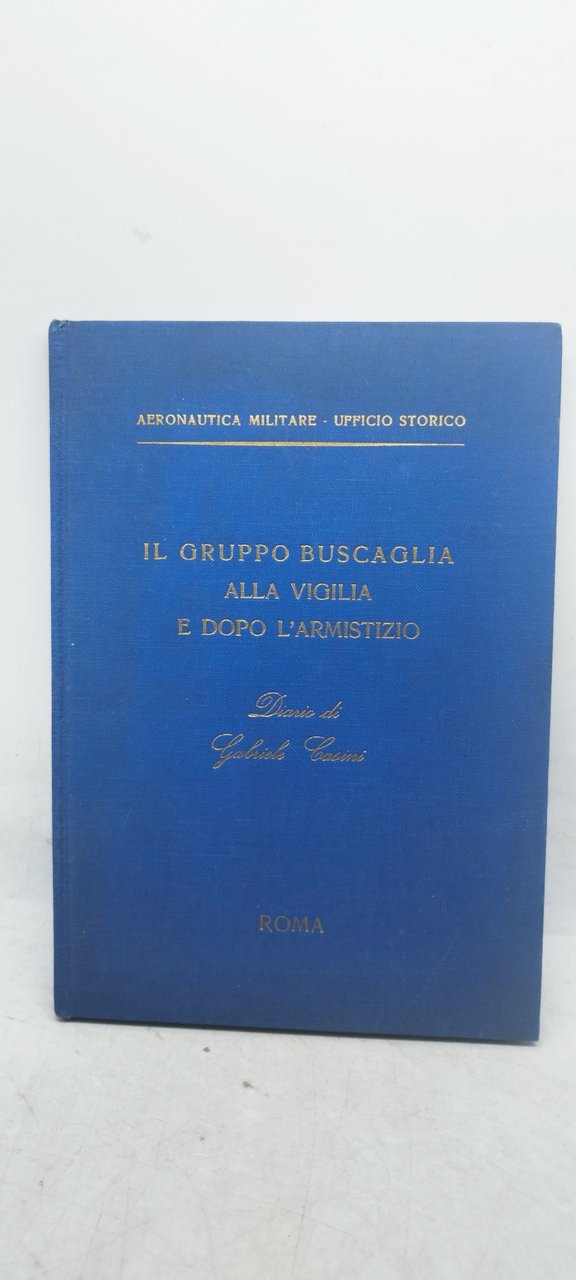 AERONAUTICA MILITARE - UFFICIO STORICO
IL GRUPPO BUSCAGLIA
ALLA VIGILIA
E DOPO L'ARMISTIZIO
Diario di
Gabriele Casini
ROMA